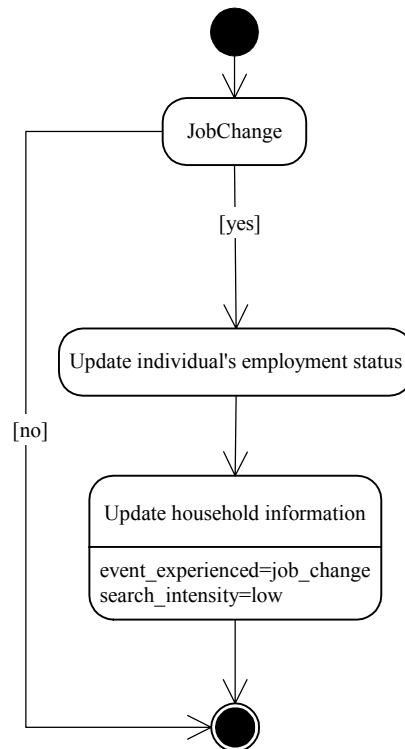 JobChange
[yes]
Update individual's employment status
[no]
Update household information
event_experienced=job_change
search_intensity=low